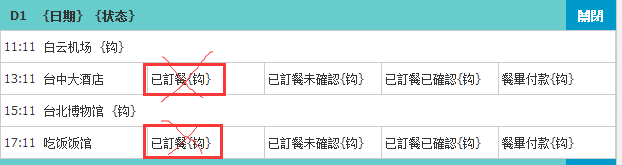 D1 {日期} {状态} 關閉
11:11 白云机场 {钩}
13:11 台中大酒店 已訂餐{钩} 已訂餐未確認{钩} 已訂餐已確認{钩} 餐畢付款{钩}
15:11 台北博物馆 {钩}
17:11 吃饭饭馆 已訂餐{钩} 已訂餐未確認{钩} 已訂餐已確認{钩} 餐畢付款{钩}